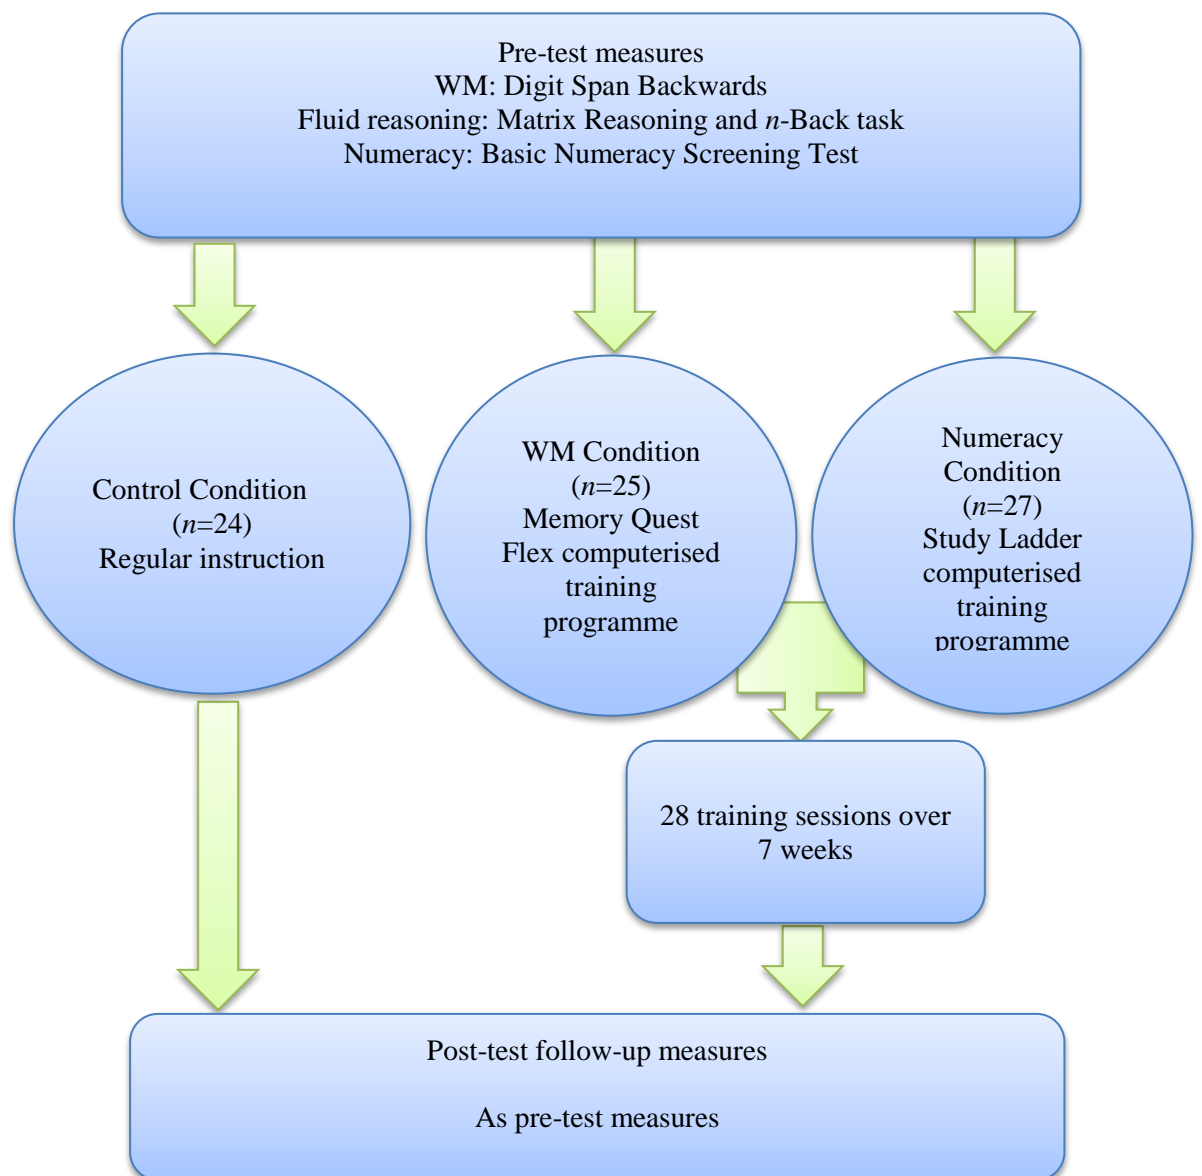 Pre-test measures
WM: Digit Span Backwards
Fluid reasoning: Matrix Reasoning and n-Back task
Numeracy: Basic Numeracy Screening Test
Control Condition
(n=24)
Regular instruction
WM Condition
(n=25)
Memory Quest
Flex computerised
training
programme
Numeracy
Condition
(n=27)
Study Ladder
computerised
training
programme
28 training sessions over
7 weeks
Post-test follow-up measures
As pre-test measures